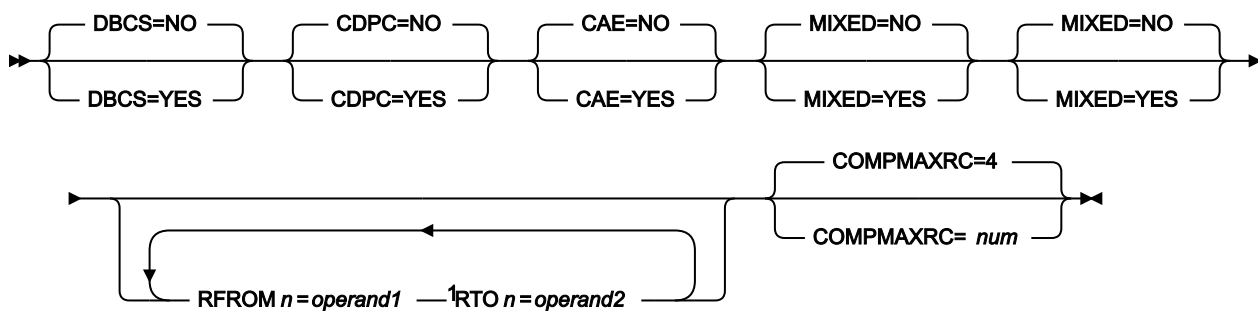 DBCS=NO CDPC=NO CAE=NO MIXED=NO MIXED=NO
DBCS=YES CDPC=YES CAE=YES MIXED=YES MIXED=YES
COMPMAXRC=4
COMPMAXRC= num
RFROM n=operand1 1RTO n=operand2